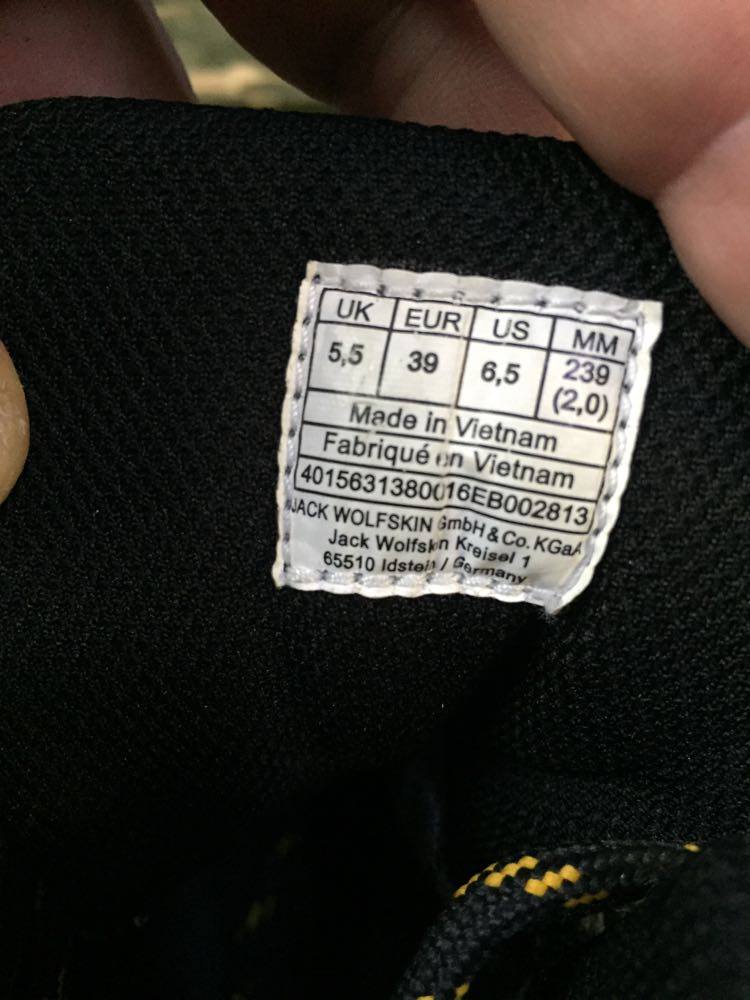 UK EUR US MM
5,5 39 6,5 239
(2,0)
Made in Vietnam
Fabriqué en Vietnam
4015631380016EB002813
JACK WOLFSKIN GmbH & Co. KGaA
Jack Wolfskin Kreisel 1
65510 Idstein / Germany